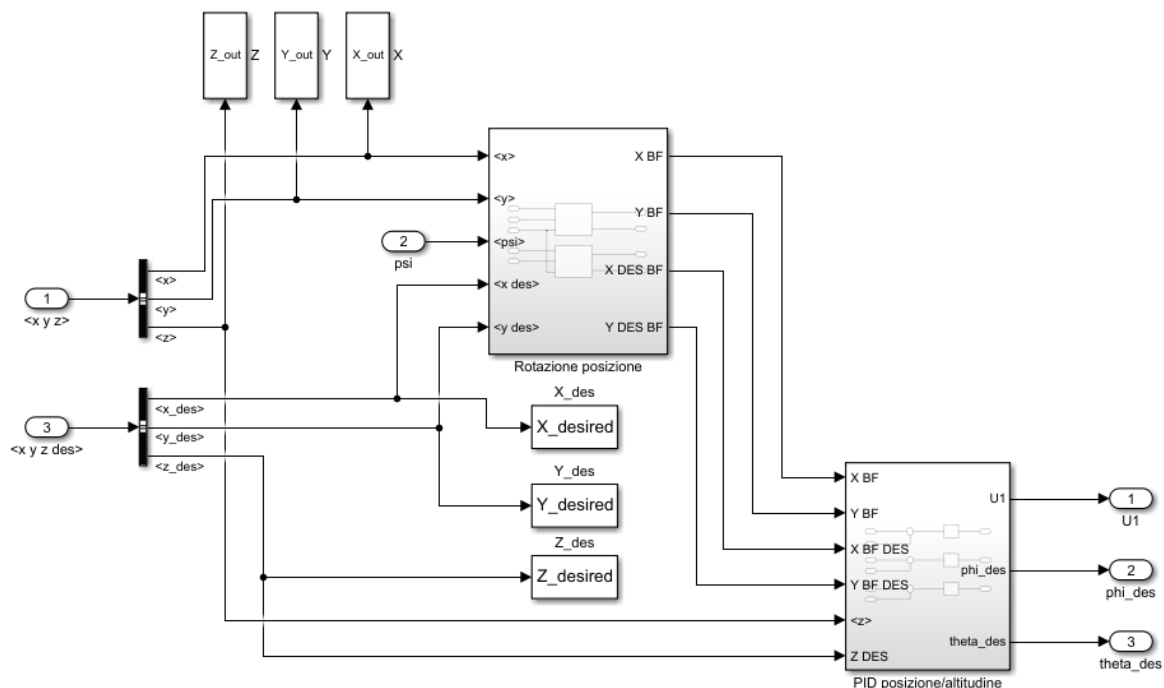 Z_out
Z
Y_out
Y
X_out
X
<x>
<y>
<psi>
<x des>
<y des>
X BF
Y BF
X DES BF
Y DES BF
Rotazione posizione
2
psi
1
<x y z>
<x>
<y>
<z>
3
<x y z des>
<x_des>
<y_des>
<z_des>
X_des
X_desired
Y_des
Y_desired
Z_des
Z_desired
X BF
Y BF
X BF DES
Y BF DES
<z>
Z DES
U1
phi_des
theta_des
PID posizione/altitudine
1
U1
2
phi_des
3
theta_des